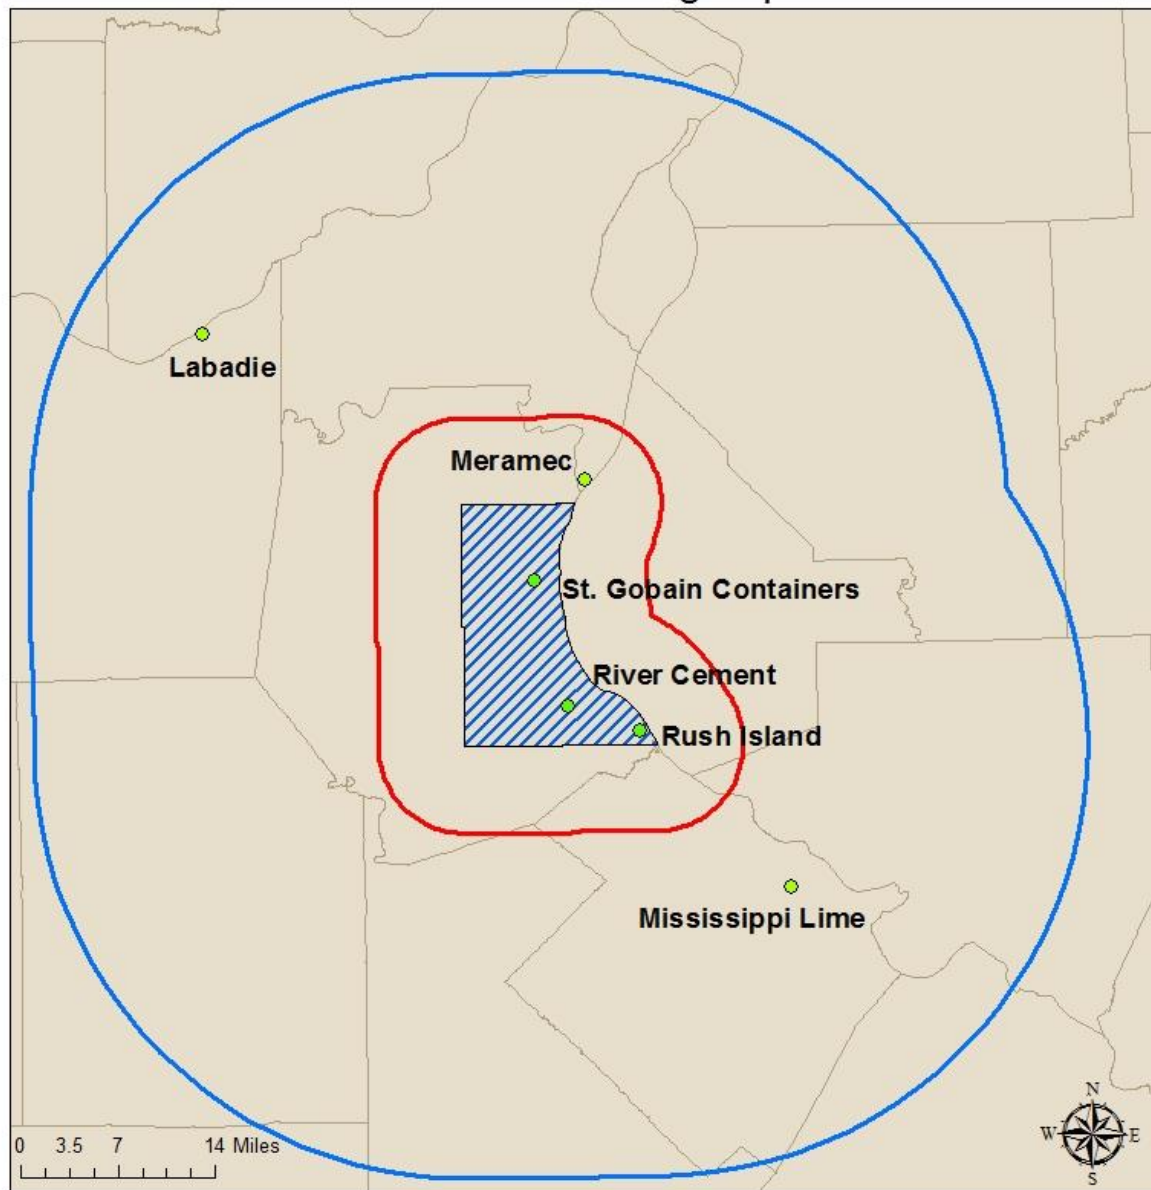 Labadie
Meramec
St. Gobain Containers
River Cement
Rush Island
Mississippi Lime
N
W E
S
0 3.5 7 14 Miles